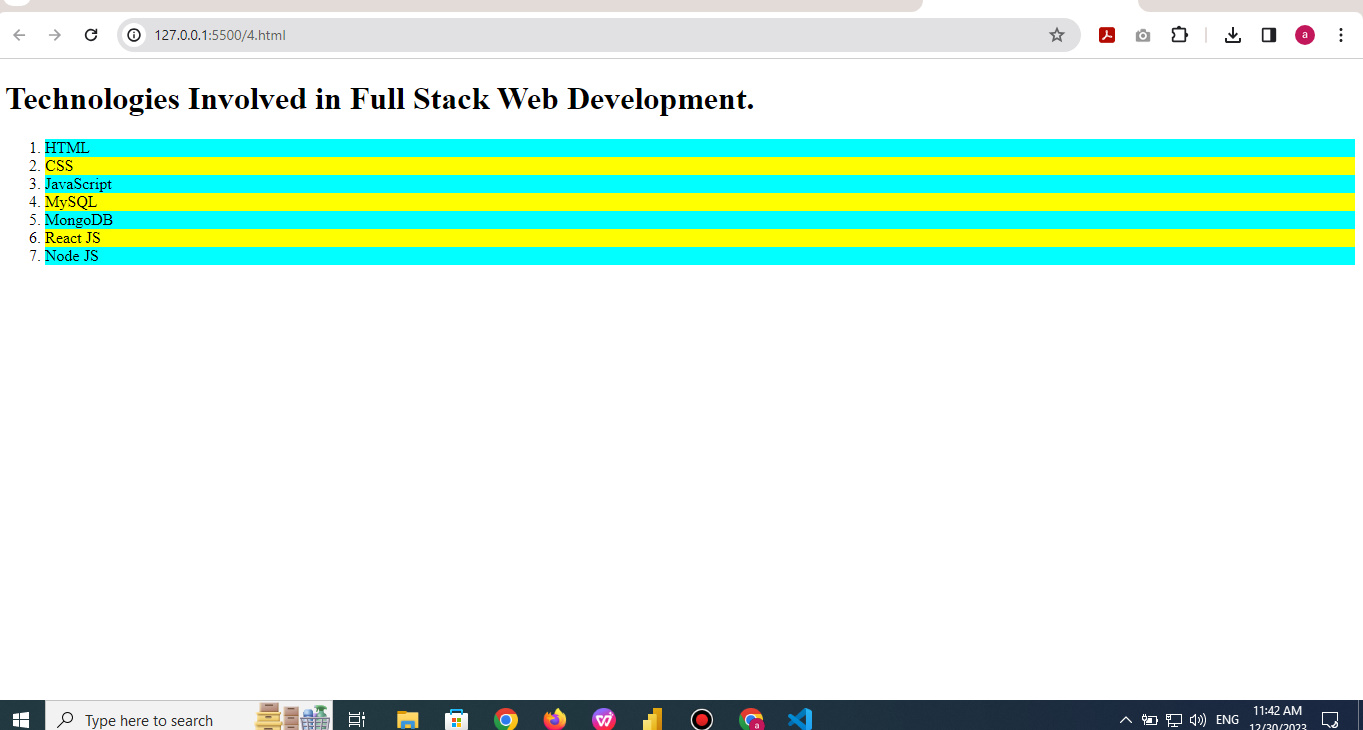 127.0.0.1:5500/4.html
a
Technologies Involved in Full Stack Web Development.
1. HTML
2. CSS
3. JavaScript
4. MySQL
5. MongoDB
6. React JS
7. Node JS
Type here to search
a
ENG
11:42 AM
12/30/2023